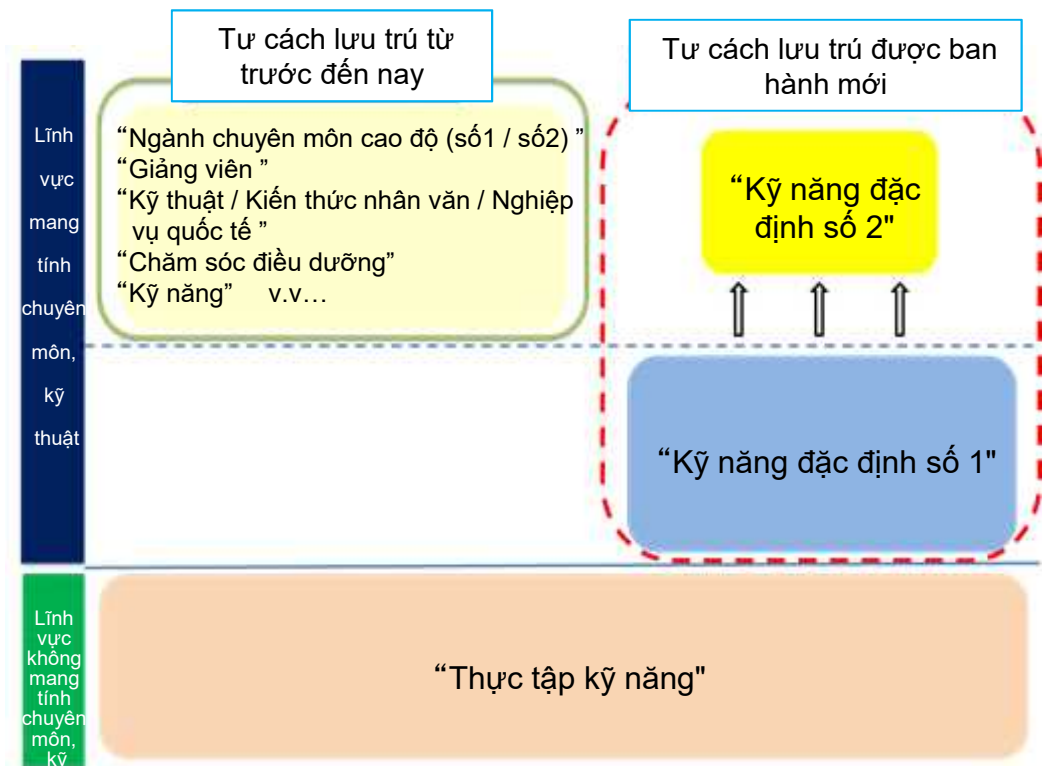 Tư cách lưu trú từ
trước đến nay
Tư cách lưu trú được ban
hành mới
Lĩnh
vực
mang
tính
chuyên
môn,
kỹ
thuật
“Ngành chuyên môn cao độ (số1 / số2) ”
“Giảng viên ”
“Kỹ thuật / Kiến thức nhân văn / Nghiệp
vụ quốc tế ”
“Chăm sóc điều dưỡng”
“Kỹ năng” v.v...
“Kỹ năng đặc
định số 2"
“Kỹ năng đặc định số 1"
Lĩnh
vực
không
mang
tính
chuyên
môn,
kỹ
“Thực tập kỹ năng"